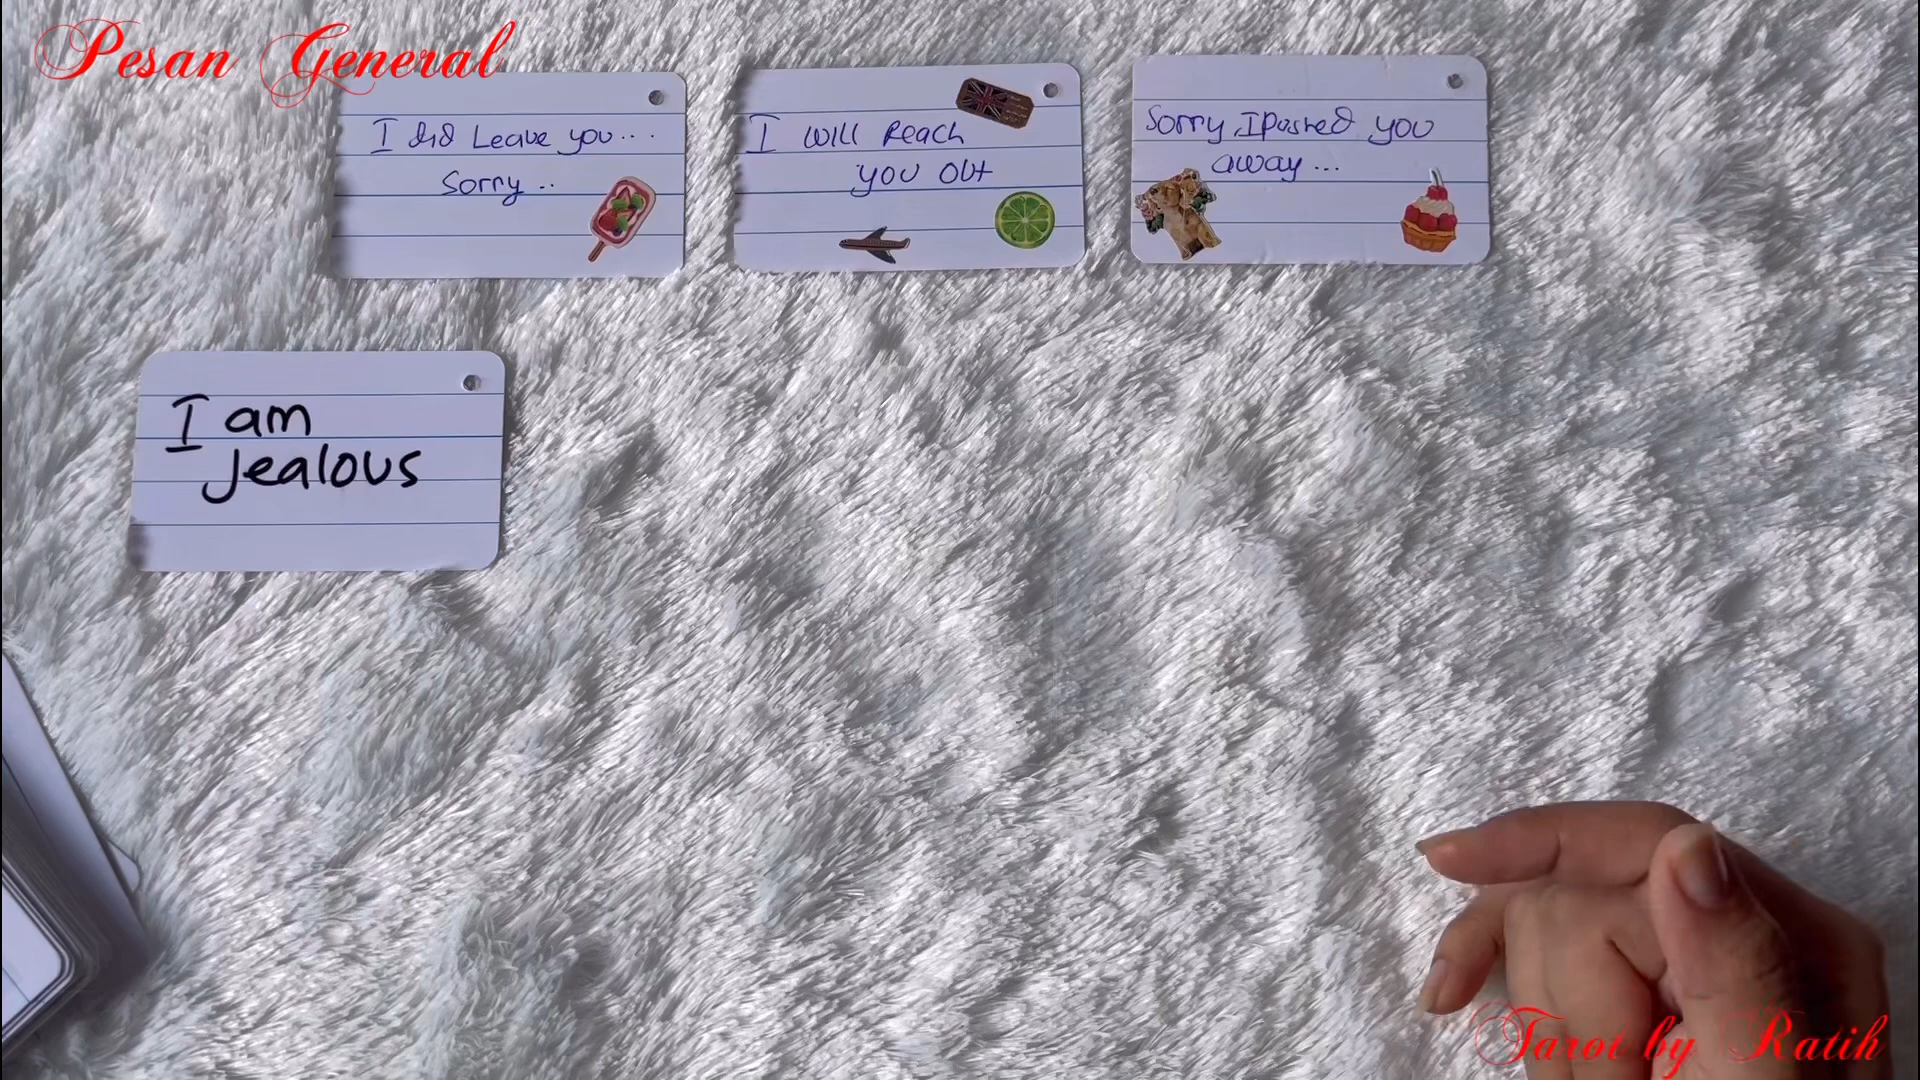 Pesan General
I did Leave you...
Sorry..
I will Reach
you out
Sorry, I pushed you
away...
I am
jealous
Tarot by Ratih